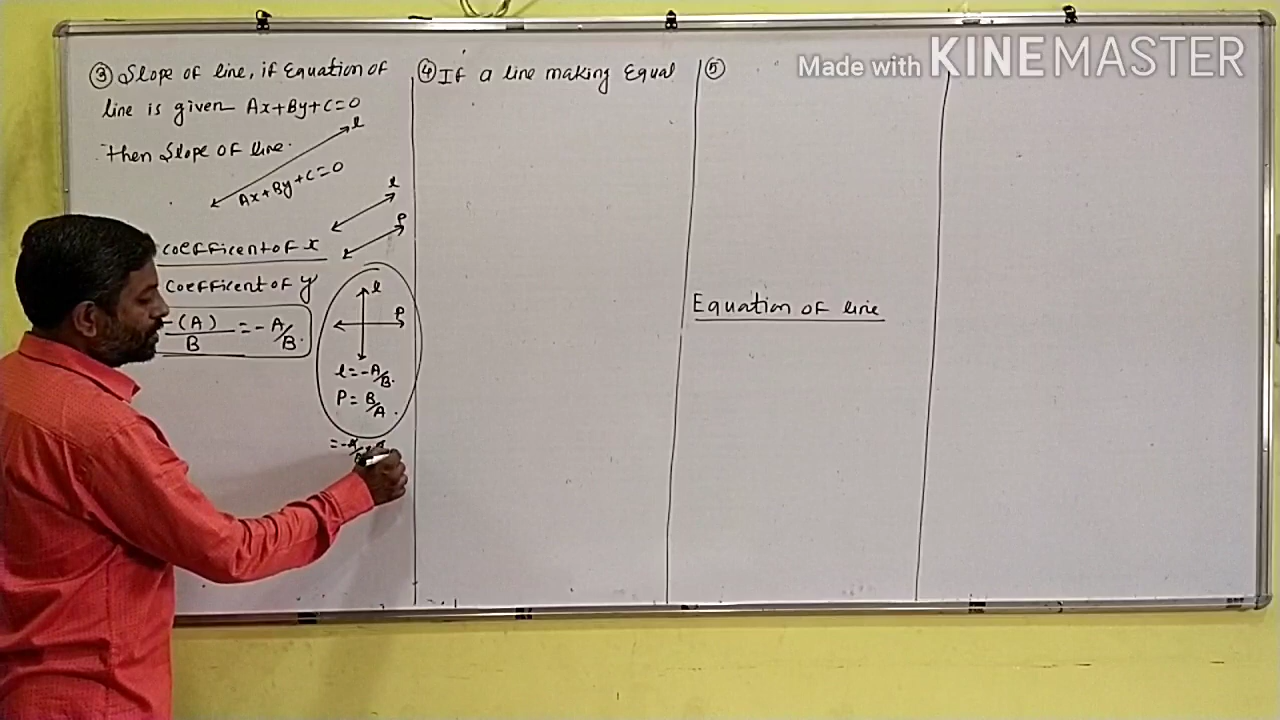 ③ Slope of line, if Equation of
line is given Ax+By+C=0
then Slope of line.
l
Ax+By+C=0
l
P
coefficent of x
coefficent of y
-(A)/B = -A/B.
l
P
l = -A/B.
P = B/A.
④ If a line making Equal
⑤
Equation of line
Made with KINEMASTER